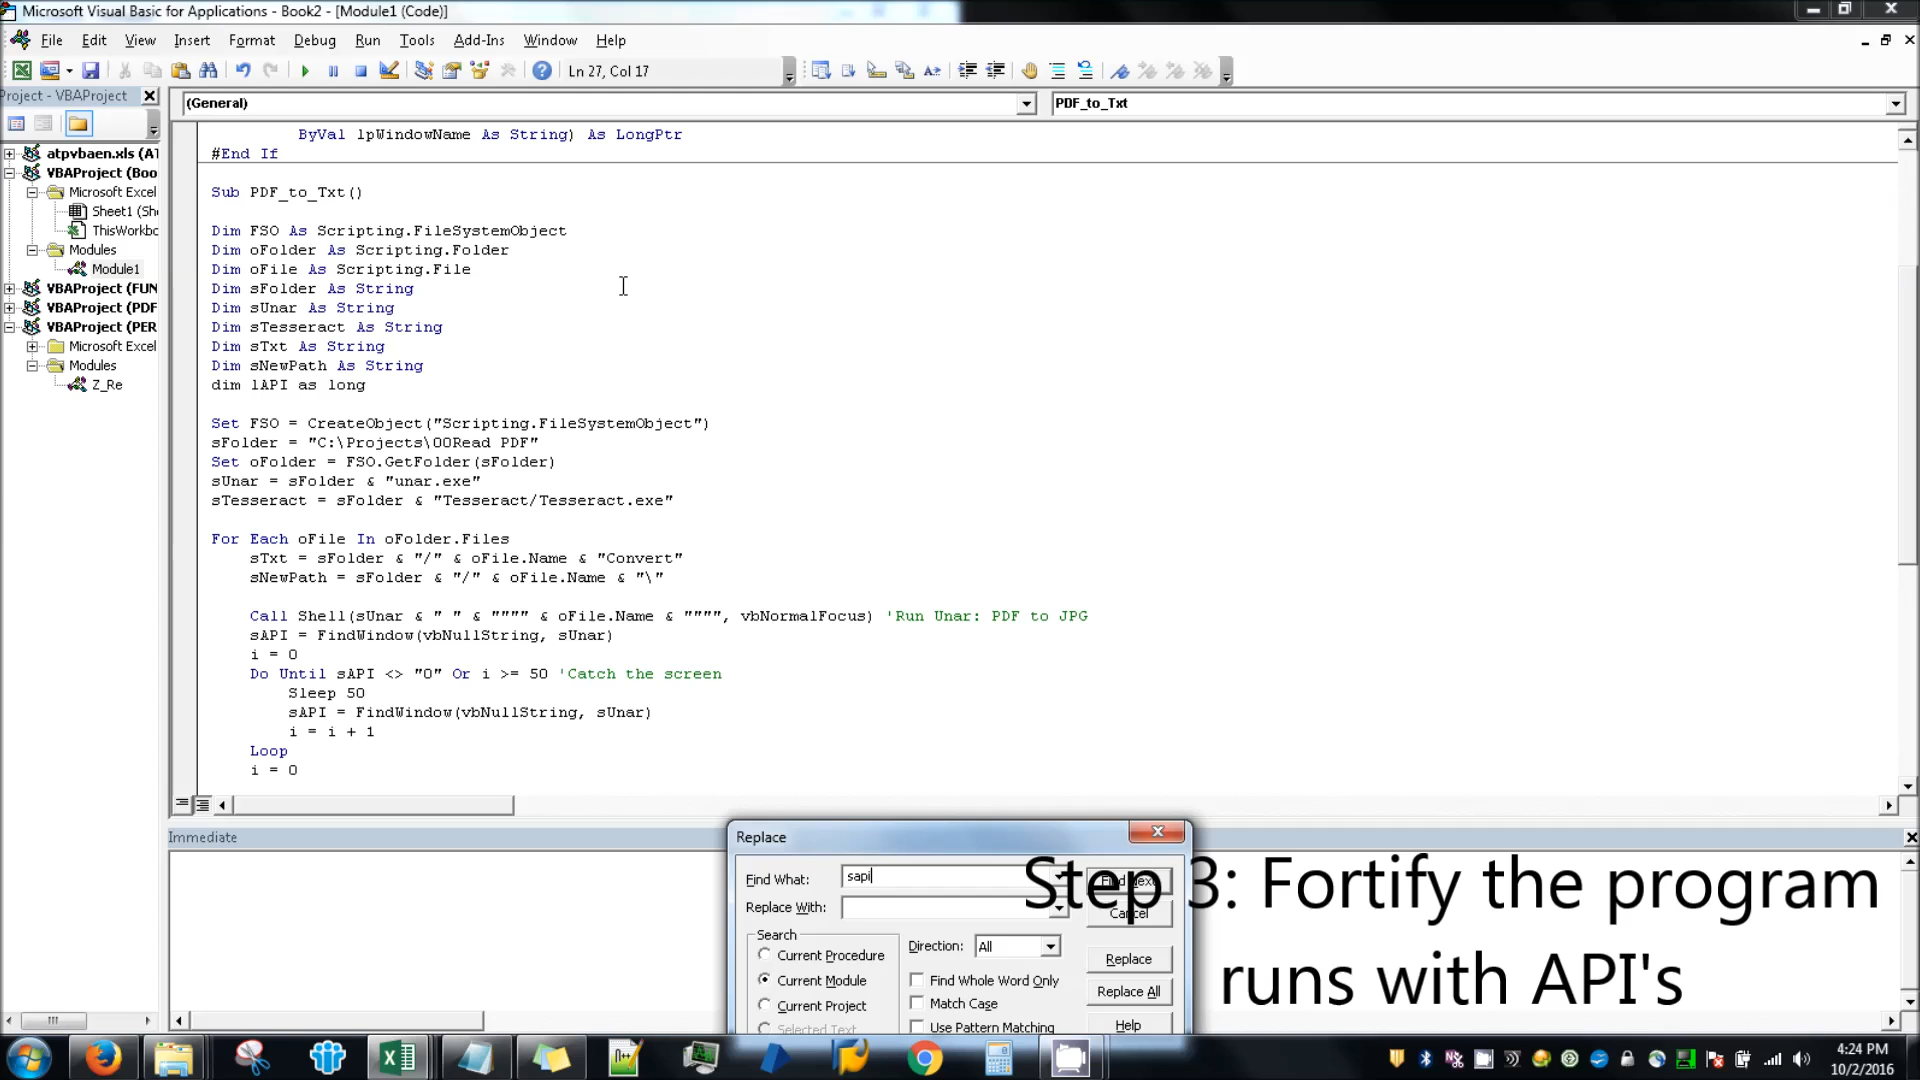 Microsoft Visual Basic for Applications - Book2 - [Module1 (Code)]
File Edit View Insert Format Debug Run Tools Add-Ins Window Help
Ln 27, Col 17
Project - VBAProject
(General)
PDF_to_Txt
atpvbaen.xls (AT
VBAProject (Boo
Microsoft Excel
Sheet1 (She
ThisWorkbo
Modules
Module1
VBAProject (FUN
VBAProject (PDF
VBAProject (PER
Microsoft Excel
Modules
Z_Re
ByVal lpWindowName As String) As LongPtr
#End If
Sub PDF_to_Txt()
Dim FSO As Scripting.FileSystemObject
Dim oFolder As Scripting.Folder
Dim oFile As Scripting.File
Dim sFolder As String
Dim sUnar As String
Dim sTesseract As String
Dim sTxt As String
Dim sNewPath As String
dim lAPI as long
Set FSO = CreateObject("Scripting.FileSystemObject")
sFolder = "C:\Projects\00Read PDF"
Set oFolder = FSO.GetFolder(sFolder)
sUnar = sFolder & "unar.exe"
sTesseract = sFolder & "Tesseract/Tesseract.exe"
For Each oFile In oFolder.Files
sTxt = sFolder & "/" & oFile.Name & "Convert"
sNewPath = sFolder & "/" & oFile.Name & "\"
Call Shell(sUnar & " " & """" & oFile.Name & """", vbNormalFocus) 'Run Unar: PDF to JPG
sAPI = FindWindow(vbNullString, sUnar)
i = 0
Do Until sAPI <> "0" Or i >= 50 'Catch the screen
Sleep 50
sAPI = FindWindow(vbNullString, sUnar)
i = i + 1
Loop
i = 0
Immediate
Replace
Find What: sapi
Find Next
Replace With:
Cancel
Search
Current Procedure
Current Module
Current Project
Selected Text
Direction: All
Find Whole Word Only
Match Case
Use Pattern Matching
Replace
Replace All
Help
Step 3: Fortify the program
runs with API's
4:24 PM
10/2/2016